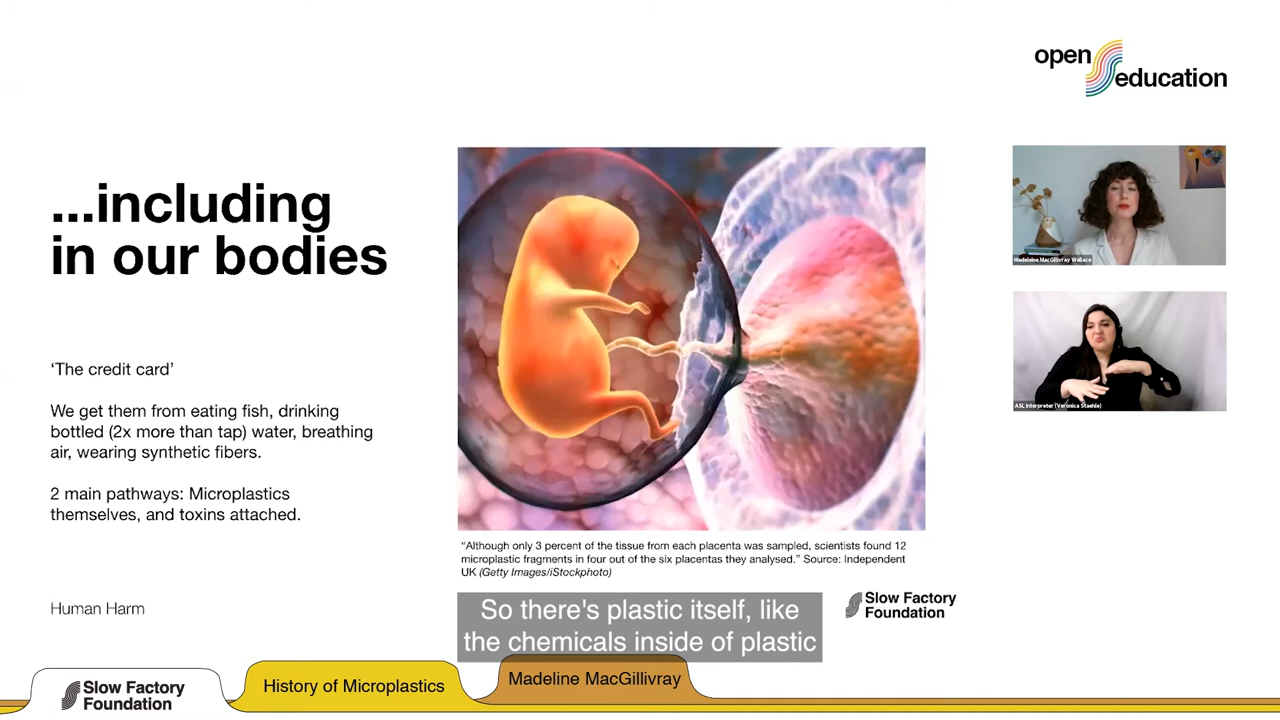 open
education
...including
in our bodies
‘The credit card’
We get them from eating fish, drinking
bottled (2x more than tap) water, breathing
air, wearing synthetic fibers.
2 main pathways: Microplastics
themselves, and toxins attached.
Human Harm
Madeleine MacGillivray Wallace
ASL Interpreter (Veronica Staehle)
“Although only 3 percent of the tissue from each placenta was sampled, scientists found 12
microplastic fragments in four out of the six placentas they analysed.” Source: Independent
UK (Getty Images/iStockphoto)
So there's plastic itself, like
the chemicals inside of plastic
Slow Factory
Foundation
Slow Factory
Foundation
History of Microplastics
Madeline MacGillivray